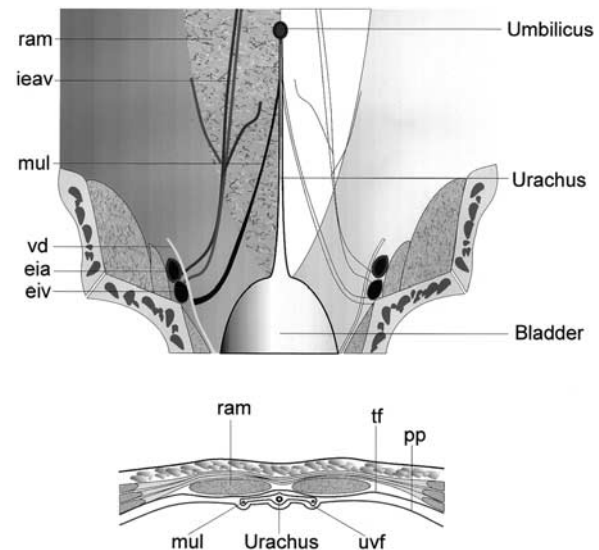 ram
Umbilicus
ieav
mul
Urachus
vd
eia
eiv
Bladder
ram
tf
pp
mul
Urachus
uvf